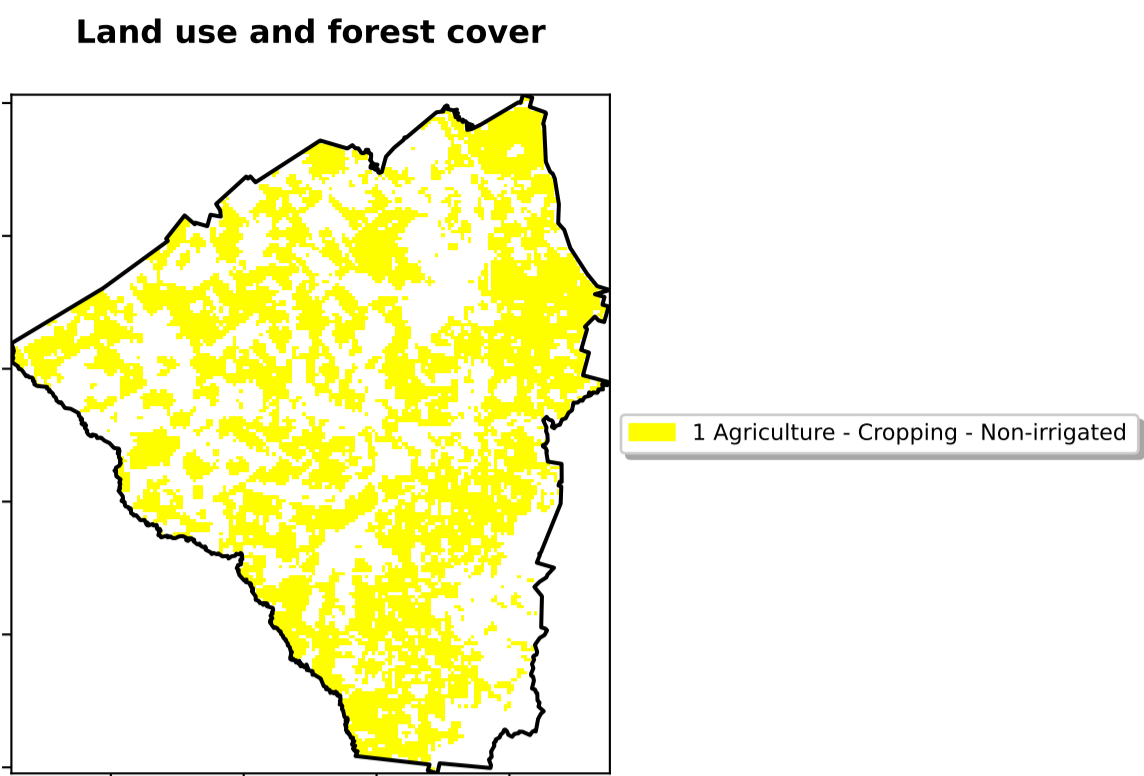 Land use and forest cover
1 Agriculture - Cropping - Non-irrigated